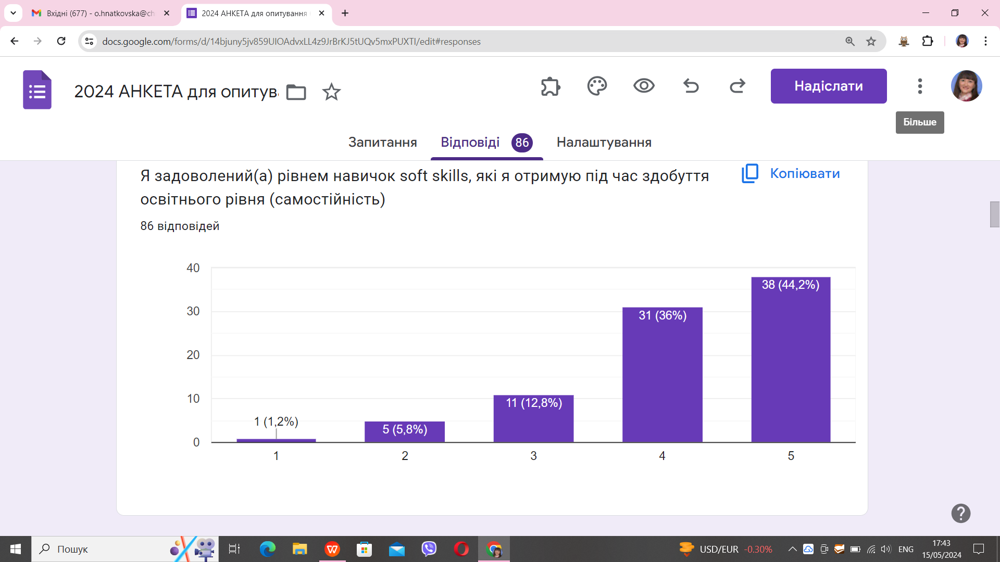 Вхідні (677) - o.hnatkovska@ch
2024 АНКЕТА для опитування
docs.google.com/forms/d/14bjuny5jv859UIOAdvxLL4z9JrBrKJ5tUQv5mxPUXTI/edit#responses
2024 АНКЕТА для опитув
Надіслати
Більше
Запитання
Відповіді 86
Налаштування
Я задоволений(а) рівнем навичок soft skills, які я отримую під час здобуття
освітнього рівня (самостійність)
Копіювати
86 відповідей
40
30
20
10
0
1 (1,2%)
5 (5,8%)
11 (12,8%)
31 (36%)
38 (44,2%)
1
2
3
4
5
Пошук
USD/EUR -0.30%
ENG
17:43
15/05/2024